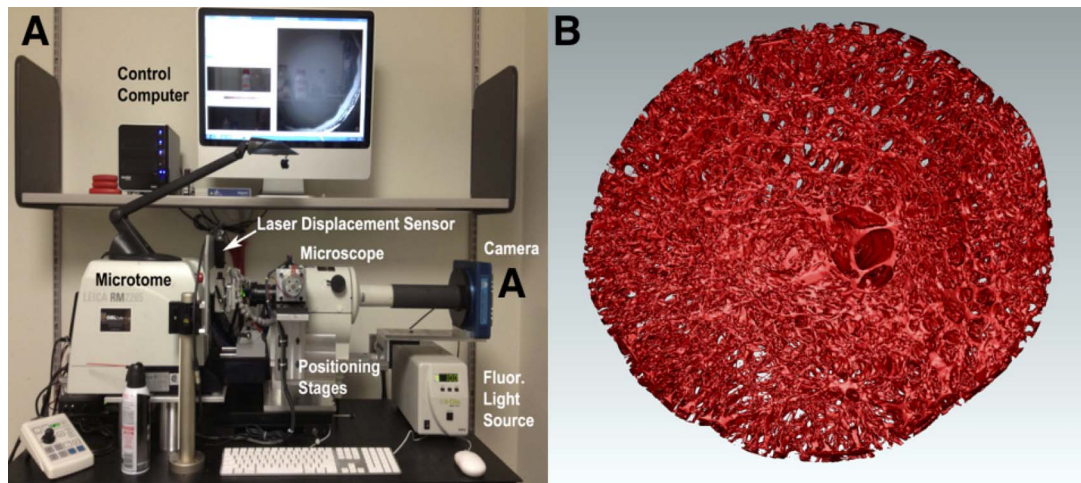 A
Control
Computer
Laser Displacement Sensor
Microscope
Camera
Microtome
LEICA RM2265
A
Positioning
Stages
Fluor.
Light
Source
B